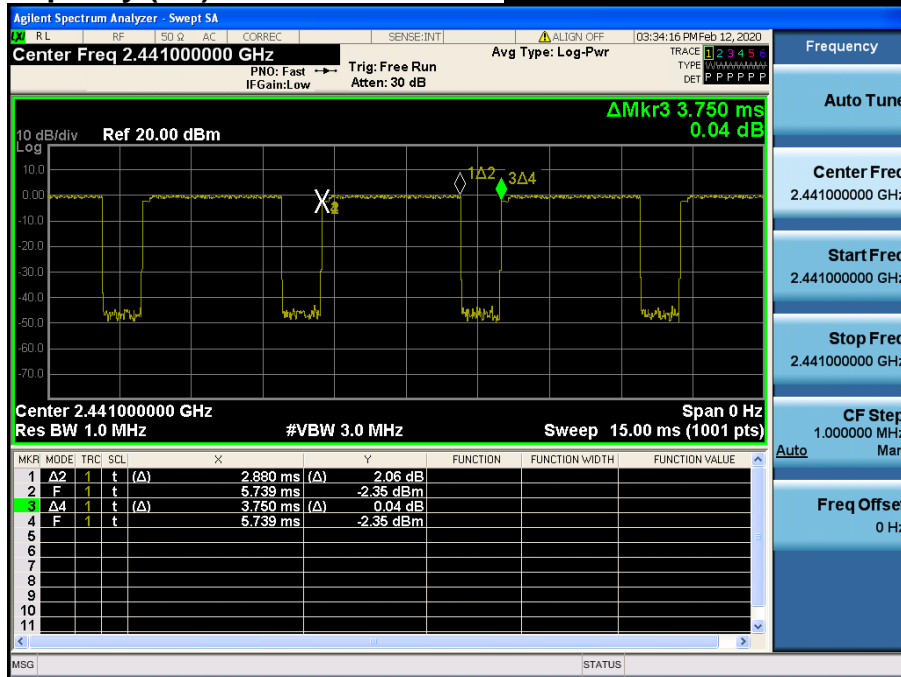 Agilent Spectrum Analyzer - Swept SA
LXI RL RF 50 Ω AC CORREC SENSE:INT ALIGN OFF 03:34:16 PM Feb 12, 2020
Center Freq 2.441000000 GHz Avg Type: Log-Pwr TRACE 1 2 3 4 5 6
PNO: Fast Trig: Free Run TYPE
IFGain:Low Atten: 30 dB DET P P P P P P
ΔMkr3 3.750 ms
10 dB/div Ref 20.00 dBm 0.04 dB
Log
10.0
0.00
-10.0
-20.0
-30.0
-40.0
-50.0
-60.0
-70.0
X
1Δ2
3Δ4
Center 2.441000000 GHz Span 0 Hz
Res BW 1.0 MHz #VBW 3.0 MHz Sweep 15.00 ms (1001 pts)
MKR MODE TRC SCL X Y FUNCTION FUNCTION WIDTH FUNCTION VALUE
1 Δ2 1 t (Δ) 2.880 ms (Δ) 2.06 dB
2 F 1 t 5.739 ms -2.35 dBm
3 Δ4 1 t (Δ) 3.750 ms (Δ) 0.04 dB
4 F 1 t 5.739 ms -2.35 dBm
5
6
7
8
9
10
11
MSG STATUS
Frequency
Auto Tune
Center Freq
2.441000000 GHz
Start Freq
2.441000000 GHz
Stop Freq
2.441000000 GHz
CF Step
1.000000 MHz
Auto Man
Freq Offset
0 Hz